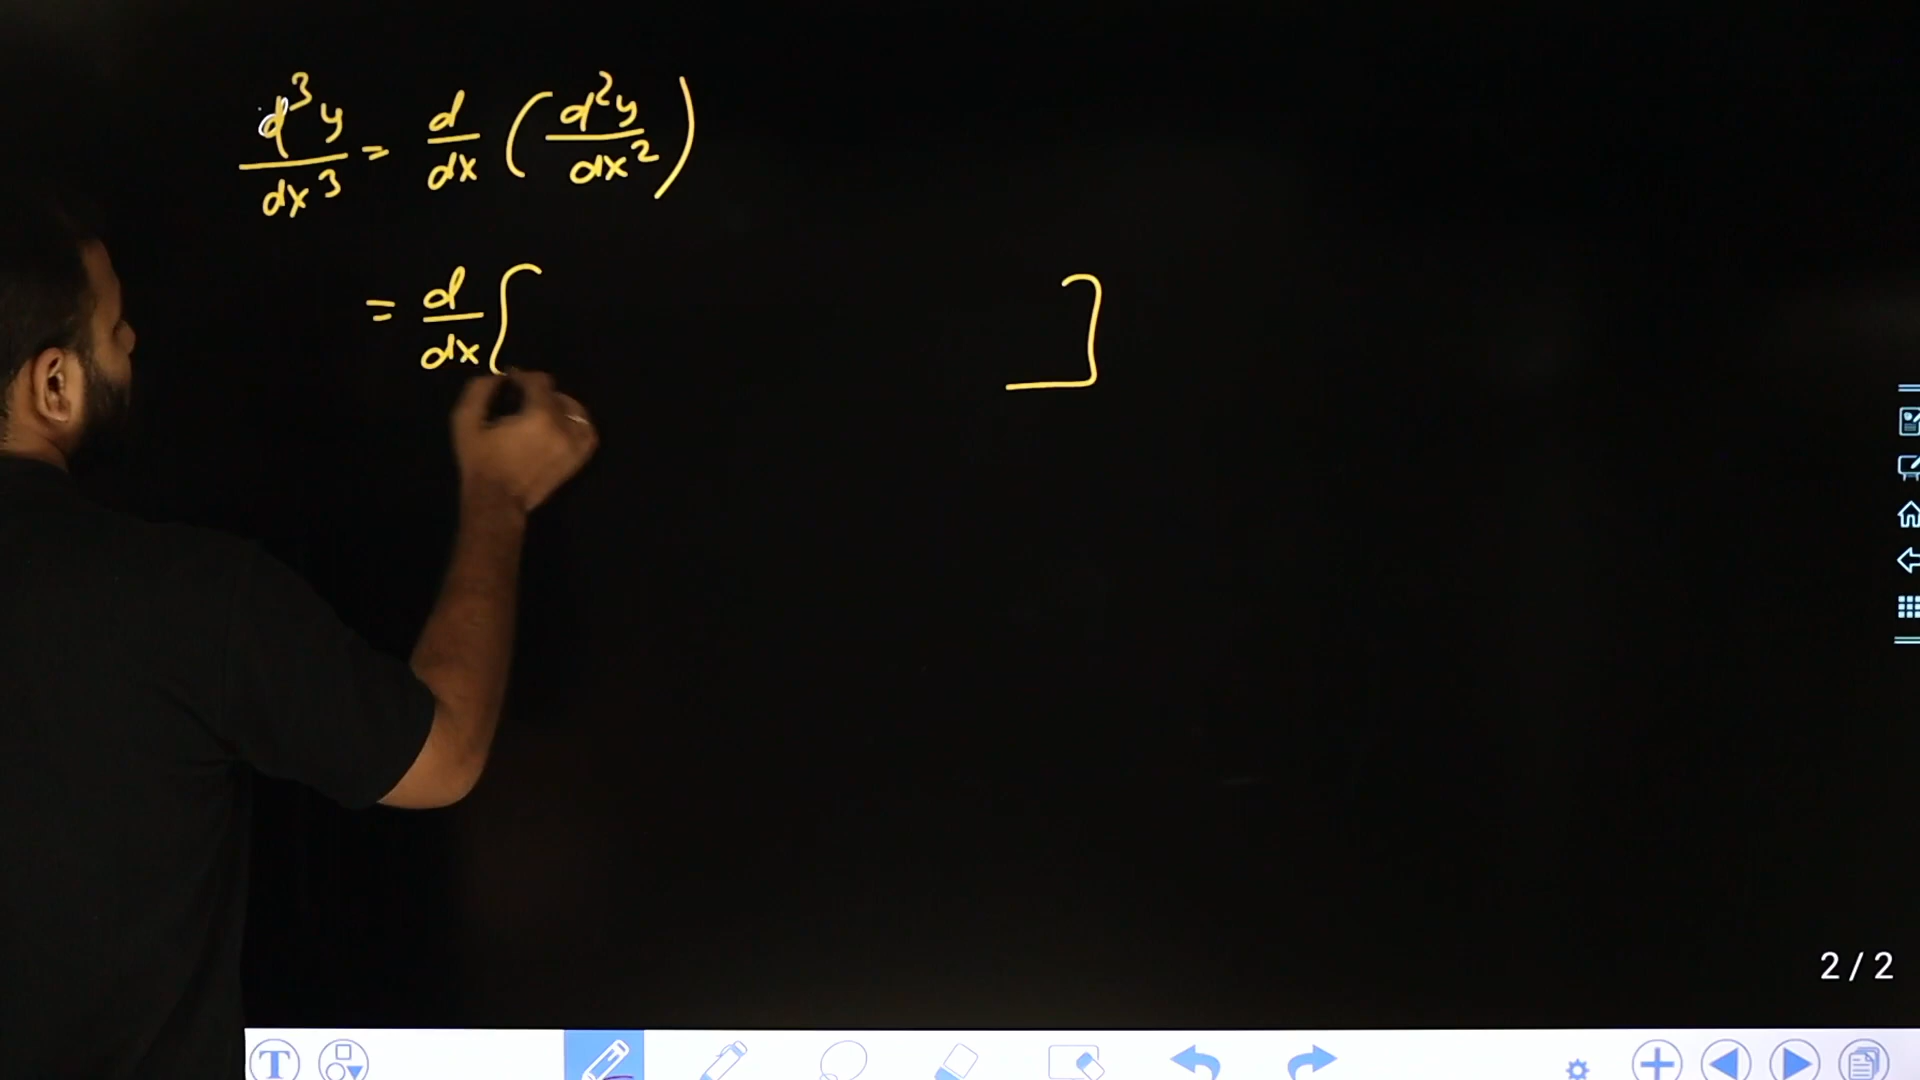 d³y/dx³ = d/dx (d²y/dx²)
= d/dx [ ]
2 / 2
T